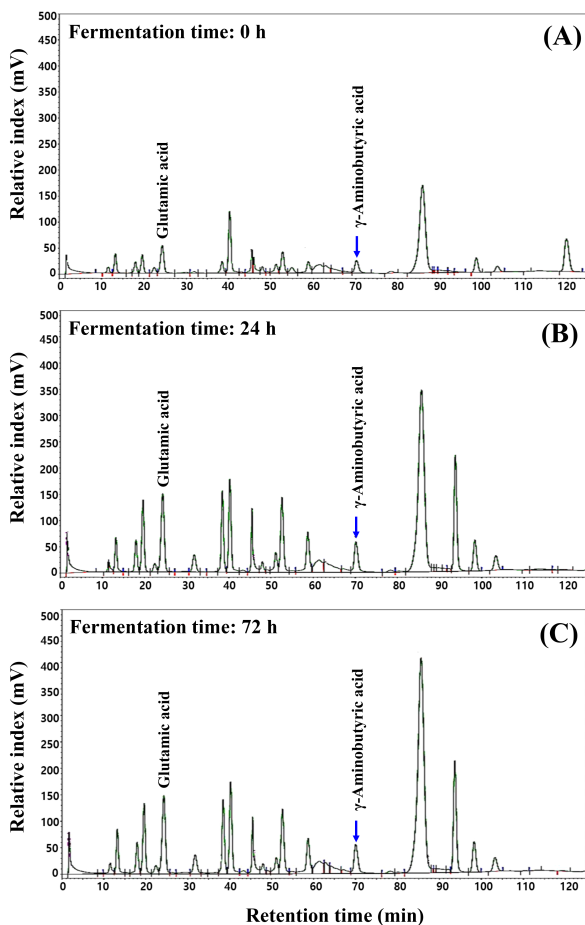 Fermentation time: 0 h
(A)
Relative index (mV)
500
450
400
350
300
250
200
150
100
50
0
Glutamic acid
γ-Aminobutyric acid
0 10 20 30 40 50 60 70 80 90 100 110 120
Fermentation time: 24 h
(B)
Relative index (mV)
500
450
400
350
300
250
200
150
100
50
0
Glutamic acid
γ-Aminobutyric acid
0 10 20 30 40 50 60 70 80 90 100 110 120
Fermentation time: 72 h
(C)
Relative index (mV)
500
450
400
350
300
250
200
150
100
50
0
Glutamic acid
γ-Aminobutyric acid
0 10 20 30 40 50 60 70 80 90 100 110 120
Retention time (min)